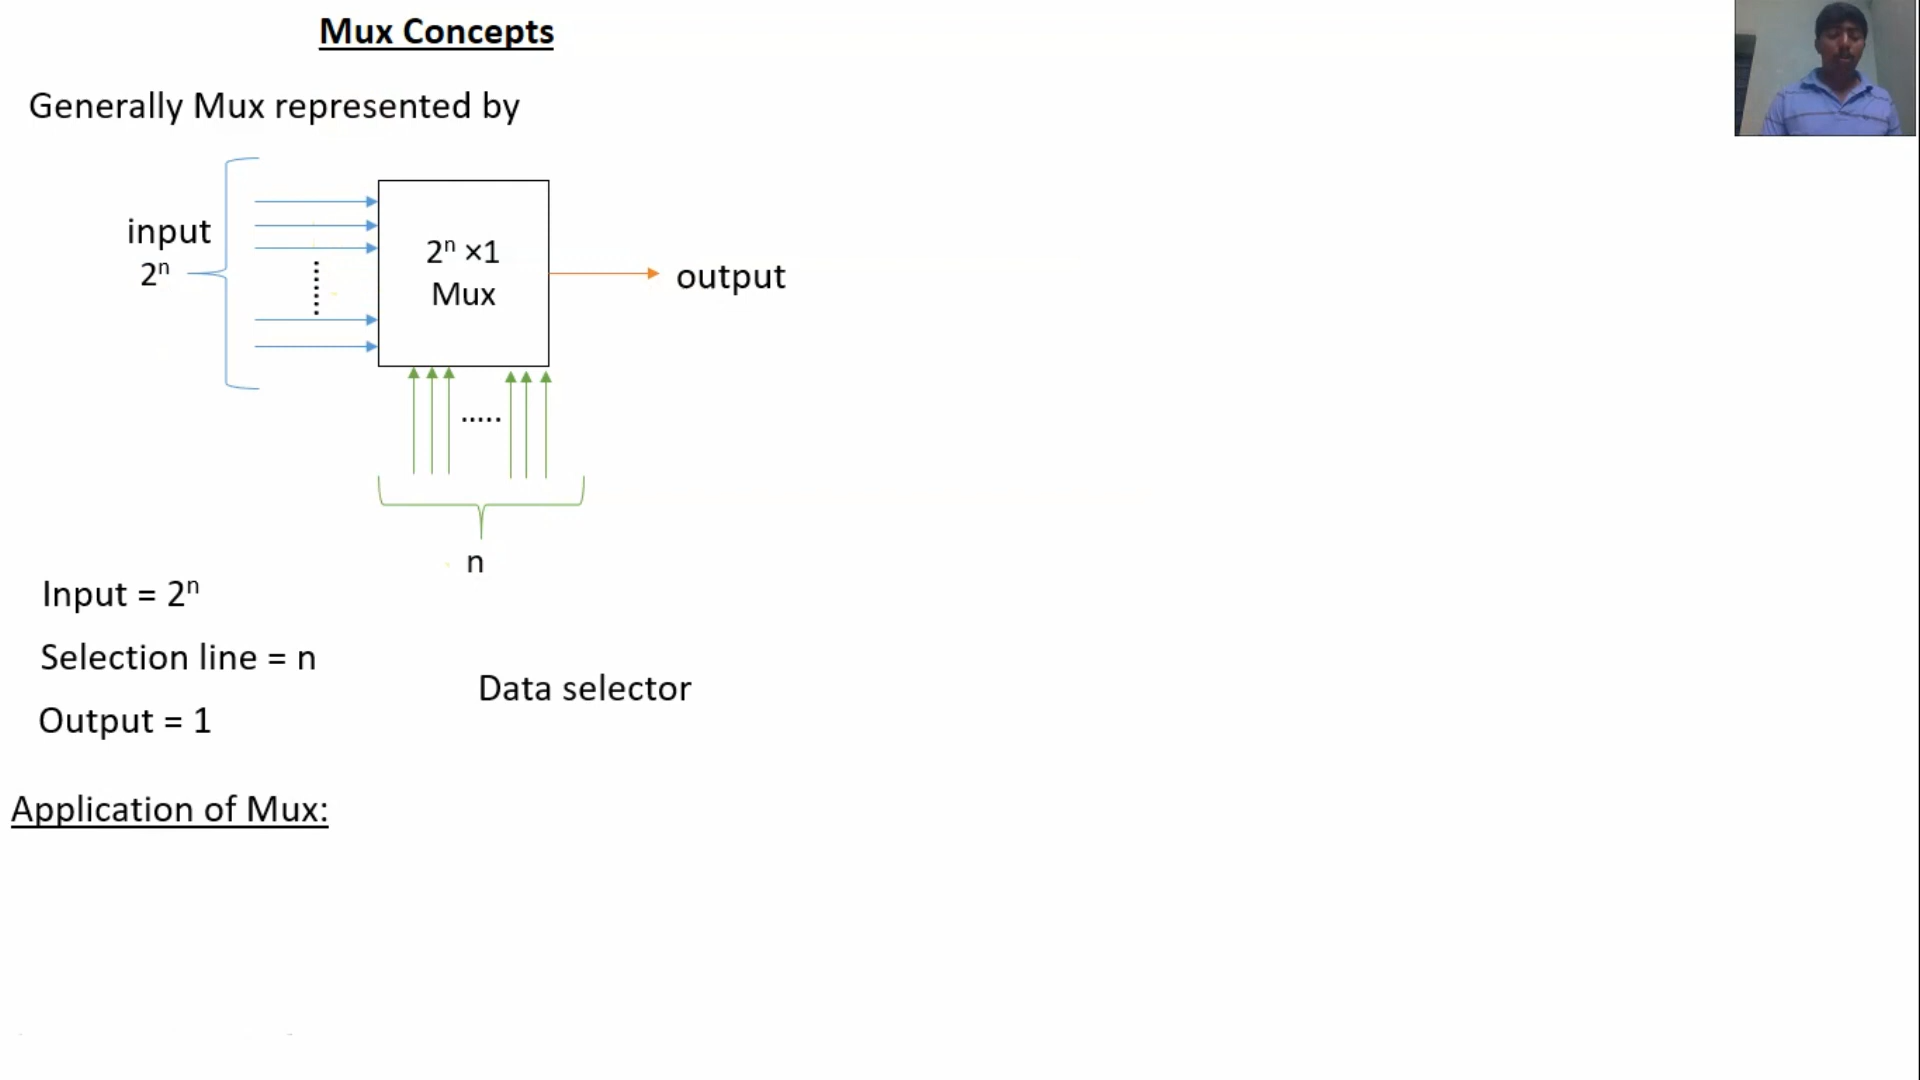 Mux Concepts
Generally Mux represented by
input
2ⁿ
2ⁿ ×1
Mux
output
.....
n
Input = 2ⁿ
Selection line = n
Data selector
Output = 1
Application of Mux: